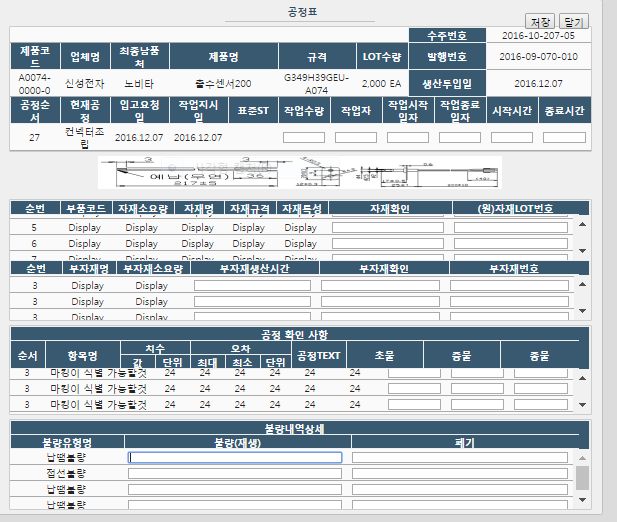 공정표
저장 닫기
수주번호 2016-10-207-05
제품코드 업체명 최종납품처 제품명 규격 LOT수량 발행번호 2016-09-070-010
A0074-0000-0 신성전자 노비타 출수센서200 G349H39GEU-A074 2,000 EA 생산투입일 2016.12.07
공정순서 현재공정 입고요청일 작업지시일 표준ST 작업수량 작업자 작업시작일자 작업종료일자 시작시간 종료시간
27 컨넥터조립 2016.12.07 2016.12.07
3 3
예납(무연) 36
217±5
순번 부품코드 자재소요량 자재명 자재규격 자재특성 자재확인 (원)자재LOT번호
5 Display Display Display Display Display
6 Display Display Display Display Display
7 Display Display Display Display Display
순번 부자재명 부자재소요량 부자재생산시간 부자재확인 부자재번호
3 Display Display
3 Display Display
3 Display Display
공정 확인 사항
순서 항목명 치수 오차 공정TEXT 초물 중물 종물
값 단위 최대 최소 단위
3 마킹이 식별 가능할것 24 24 24 24 24 24
3 마킹이 식별 가능할것 24 24 24 24 24 24
3 마킹이 식별 가능할것 24 24 24 24 24 24
불량내역상세
불량유형명 불량(재생) 폐기
납땜불량
접선불량
납땜불량
납땜불량